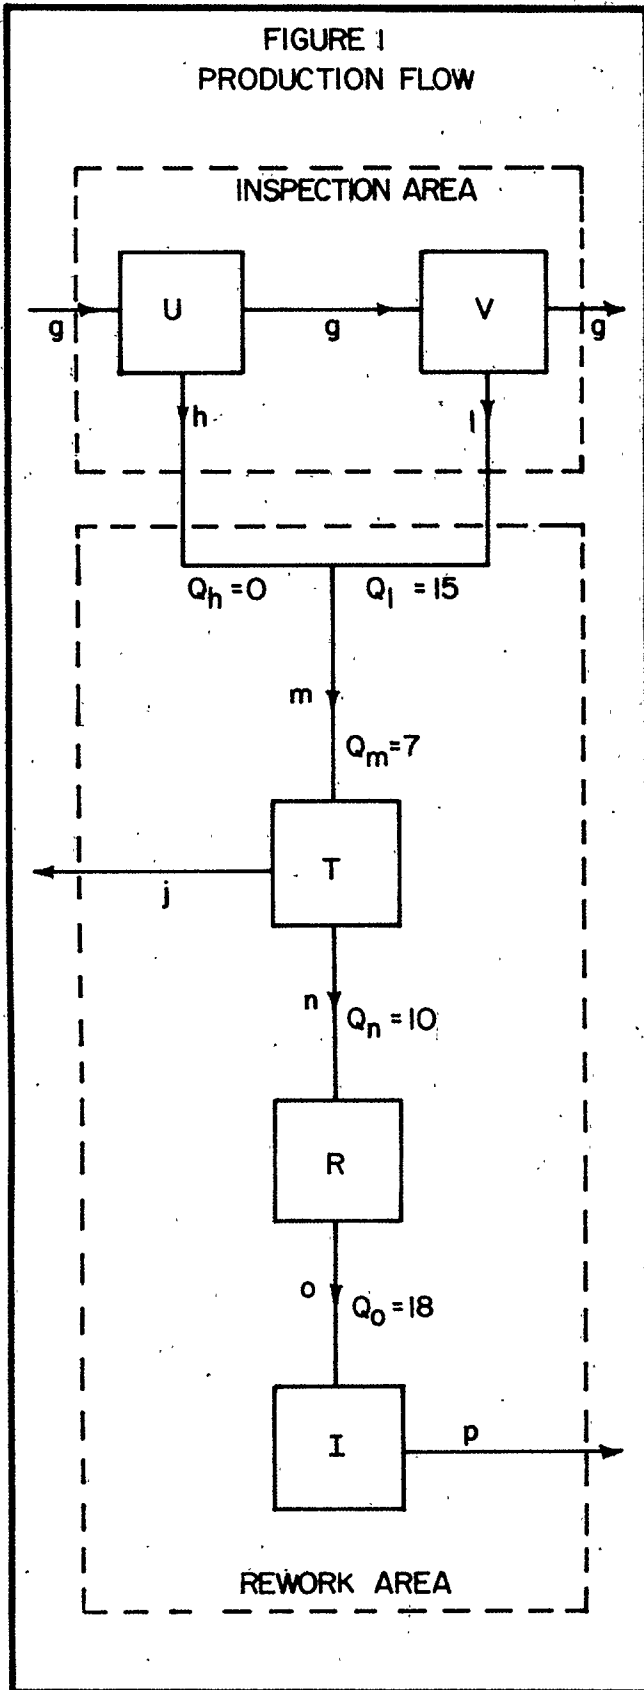 FIGURE 1
PRODUCTION FLOW
INSPECTION AREA
U
V
g
g
g
h
l
Qh=0
Ql=15
m
Qm=7
T
j
n
Qn=10
R
o
Qo=18
I
p
REWORK AREA